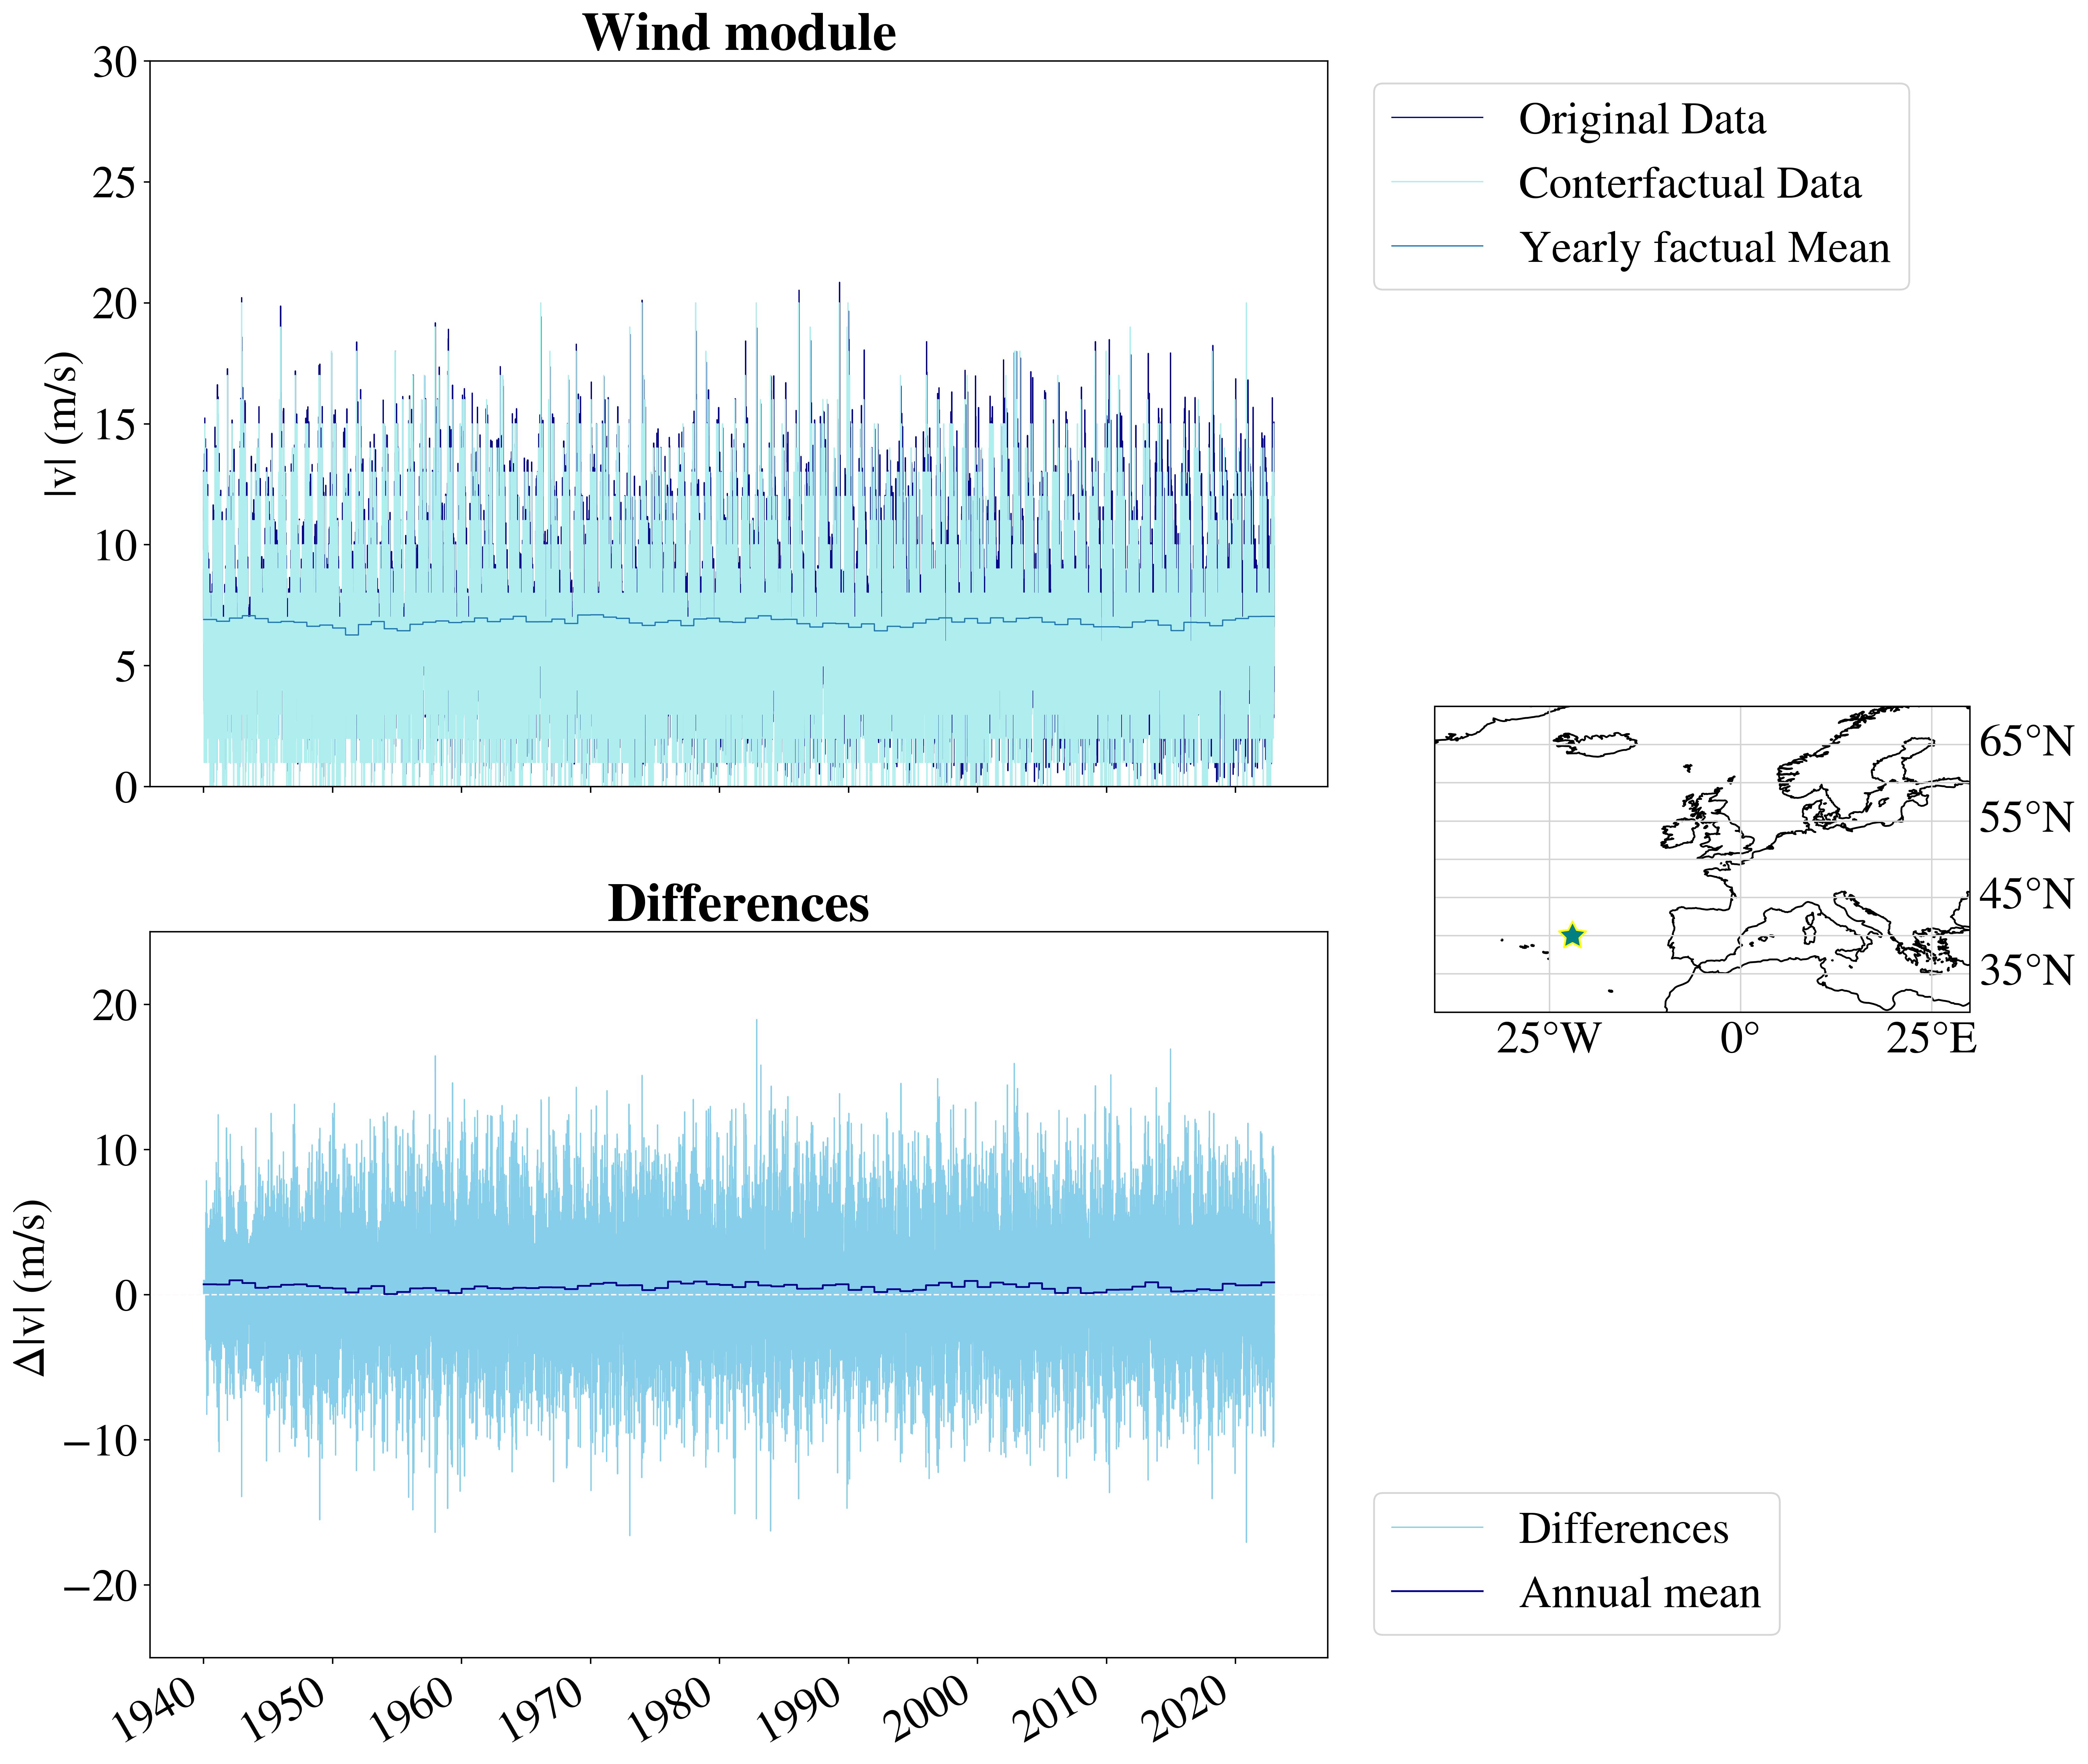 Wind module
30
25
20
15
10
5
0
|v| (m/s)
Original Data
Conterfactual Data
Yearly factual Mean
65°N
55°N
45°N
35°N
25°W 0° 25°E
Differences
20
10
0
−10
−20
Δ|v| (m/s)
1940 1950 1960 1970 1980 1990 2000 2010 2020
Differences
Annual mean